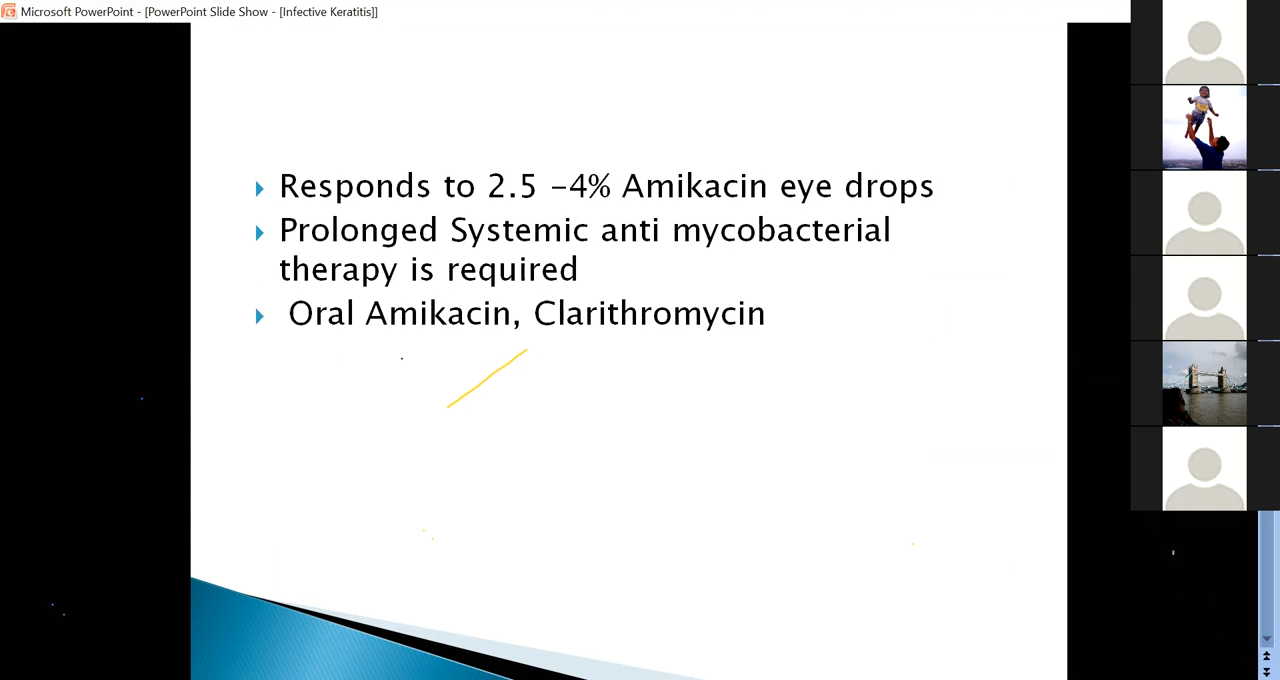 Microsoft PowerPoint - [PowerPoint Slide Show - [Infective Keratitis]]
Responds to 2.5 -4% Amikacin eye drops
Prolonged Systemic anti mycobacterial
therapy is required
Oral Amikacin, Clarithromycin